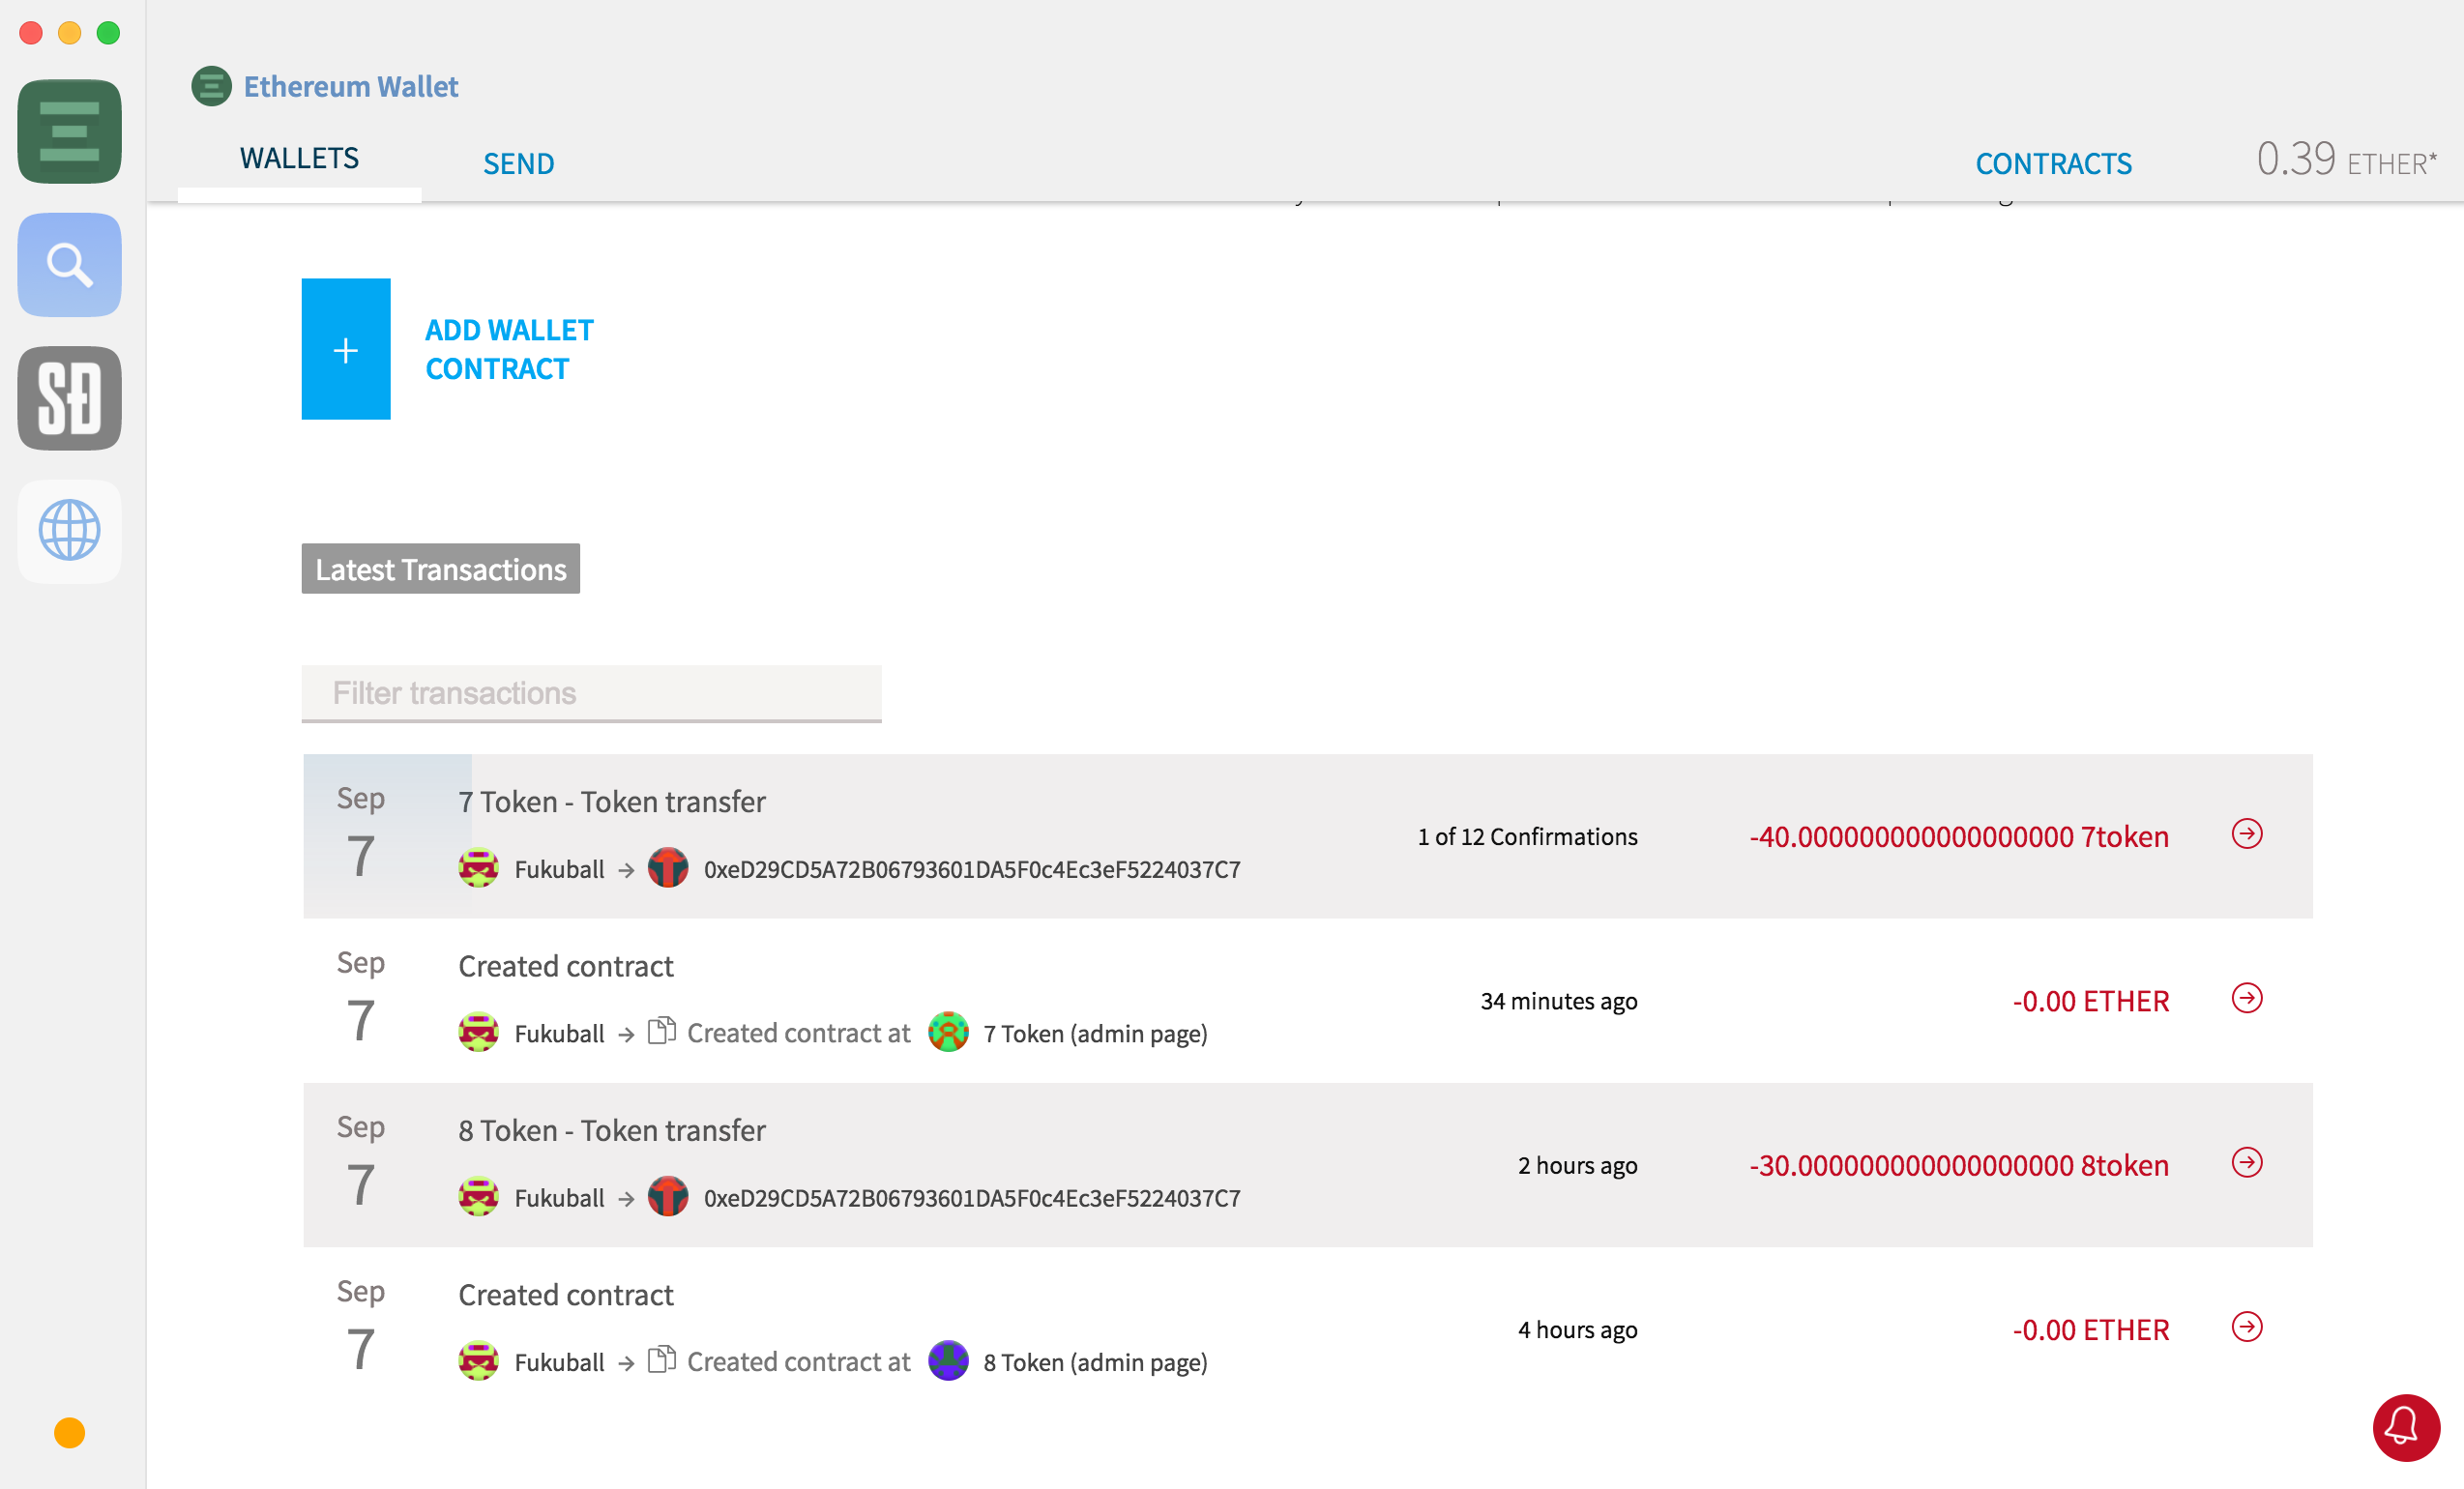 Ethereum Wallet
WALLETS
SEND
CONTRACTS
0.39 ETHER*
+
ADD WALLET
CONTRACT
Latest Transactions
Filter transactions
Sep
7
7 Token - Token transfer
Fukuball → 0xeD29CD5A72B06793601DA5F0c4Ec3eF5224037C7
1 of 12 Confirmations
-40.000000000000000000 7token
Sep
7
Created contract
Fukuball → Created contract at 7 Token (admin page)
34 minutes ago
-0.00 ETHER
Sep
7
8 Token - Token transfer
Fukuball → 0xeD29CD5A72B06793601DA5F0c4Ec3eF5224037C7
2 hours ago
-30.000000000000000000 8token
Sep
7
Created contract
Fukuball → Created contract at 8 Token (admin page)
4 hours ago
-0.00 ETHER